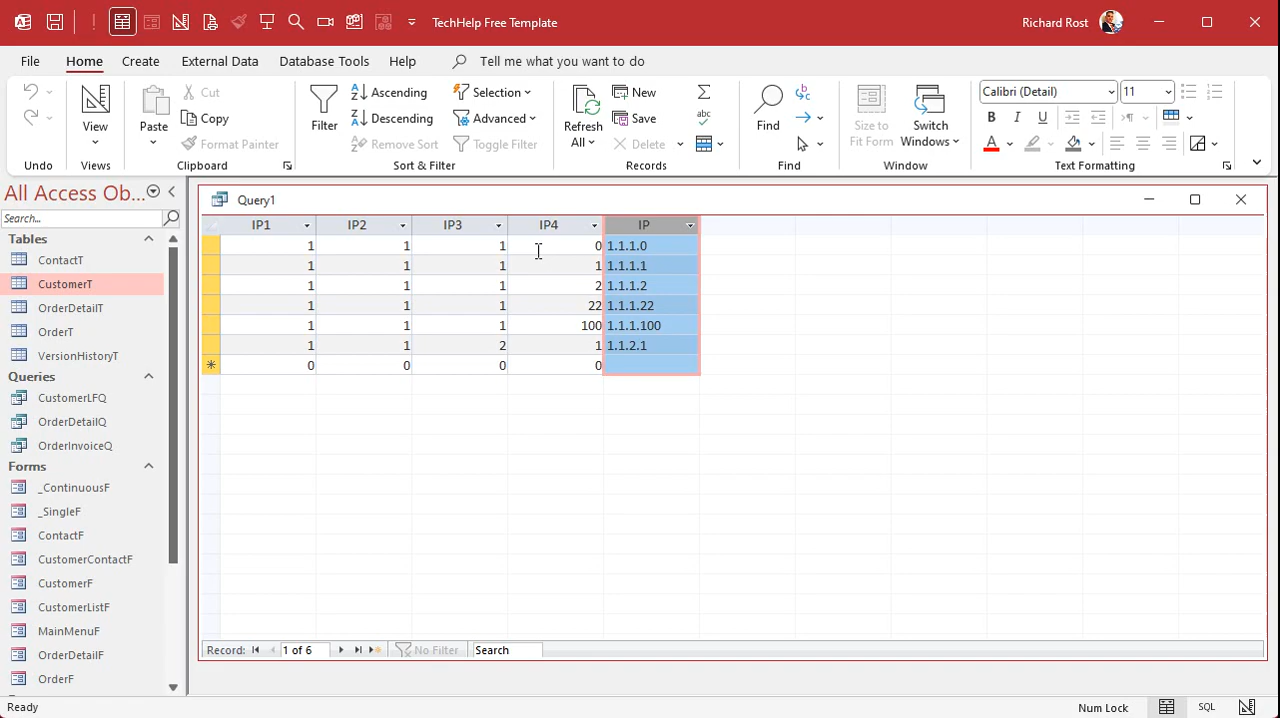 TechHelp Free Template
Richard Rost
File Home Create External Data Database Tools Help Tell me what you want to do
Undo
View
Views
Paste
Cut
Copy
Format Painter
Clipboard
Filter
Ascending
Descending
Remove Sort
Selection
Advanced
Toggle Filter
Sort & Filter
Refresh All
New
Save
Delete
Records
Find
Find
Size to Fit Form
Switch Windows
Window
Calibri (Detail) 11
B I U
A
Text Formatting
All Access Ob...
Search...
Tables
ContactT
CustomerT
OrderDetailT
OrderT
VersionHistoryT
Queries
CustomerLFQ
OrderDetailQ
OrderInvoiceQ
Forms
_ContinuousF
_SingleF
ContactF
CustomerContactF
CustomerF
CustomerListF
MainMenuF
OrderDetailF
OrderF
Query1
IP1 IP2 IP3 IP4 IP
1 1 1 0 1.1.1.0
1 1 1 1 1.1.1.1
1 1 1 2 1.1.1.2
1 1 1 22 1.1.1.22
1 1 1 100 1.1.1.100
1 1 2 1 1.1.2.1
0 0 0 0
Record: 1 of 6 No Filter Search
Ready Num Lock SQL